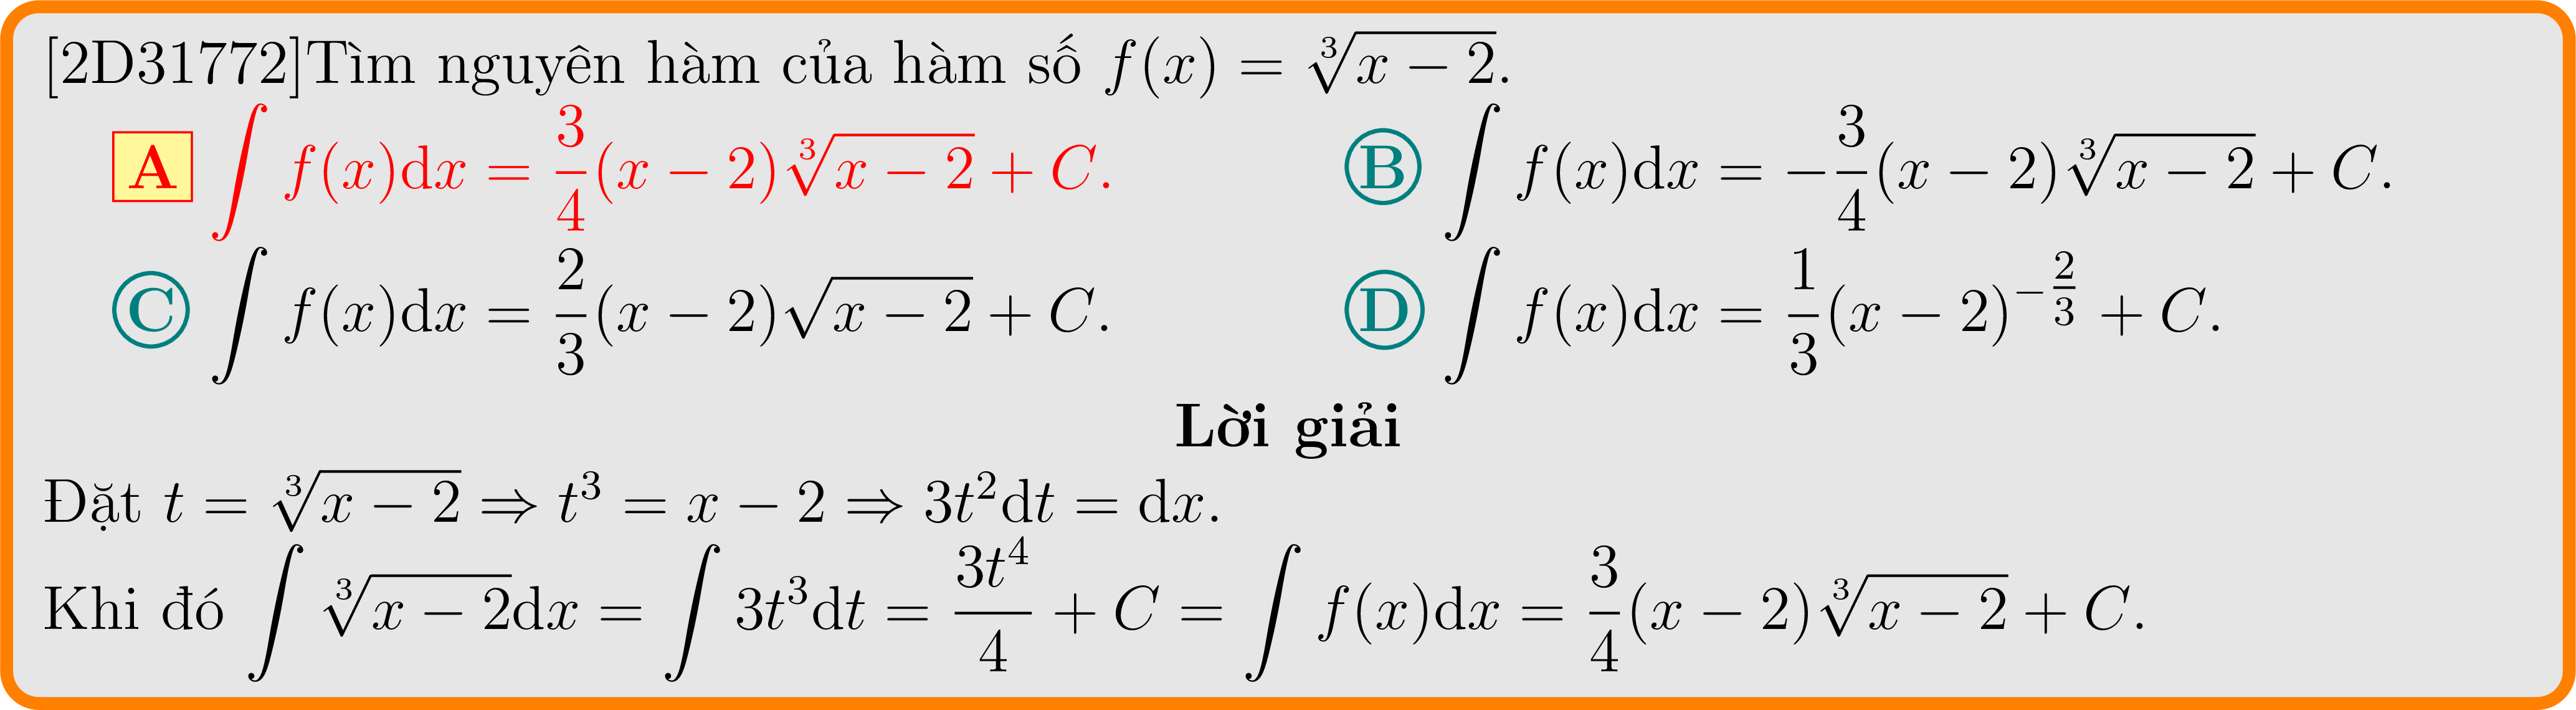 [2D31772]Tìm nguyên hàm của hàm số $f(x) = \sqrt[3]{x-2}$.
A $\int f(x)\mathrm{d}x = \frac{3}{4}(x-2)\sqrt[3]{x-2} + C$. B $\int f(x)\mathrm{d}x = -\frac{3}{4}(x-2)\sqrt[3]{x-2} + C$.
C $\int f(x)\mathrm{d}x = \frac{2}{3}(x-2)\sqrt{x-2} + C$. D $\int f(x)\mathrm{d}x = \frac{1}{3}(x-2)^{-\frac{2}{3}} + C$.
Lời giải
Đặt $t = \sqrt[3]{x-2} \Rightarrow t^3 = x-2 \Rightarrow 3t^2\mathrm{d}t = \mathrm{d}x$.
Khi đó $\int \sqrt[3]{x-2}\mathrm{d}x = \int 3t^3\mathrm{d}t = \frac{3t^4}{4} + C = \int f(x)\mathrm{d}x = \frac{3}{4}(x-2)\sqrt[3]{x-2} + C$.